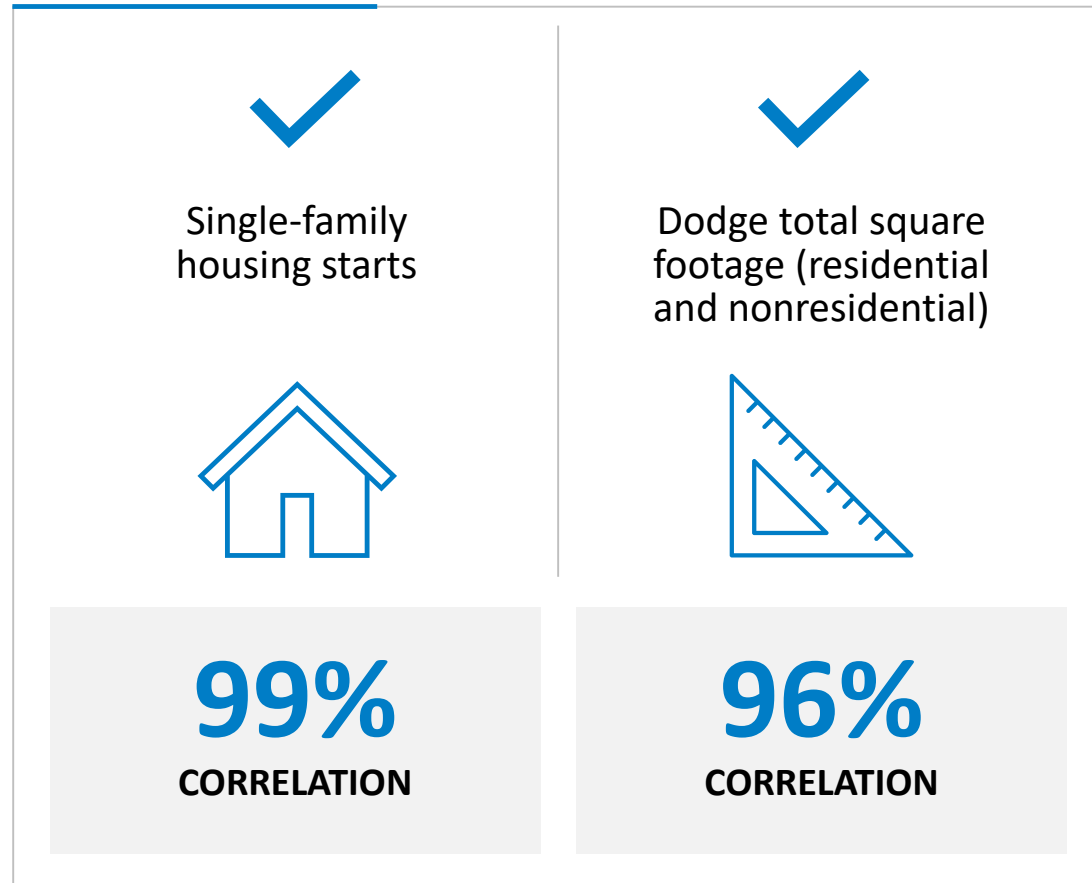 Single-family
housing starts
99%
CORRELATION
Dodge total square
footage (residential
and nonresidential)
96%
CORRELATION